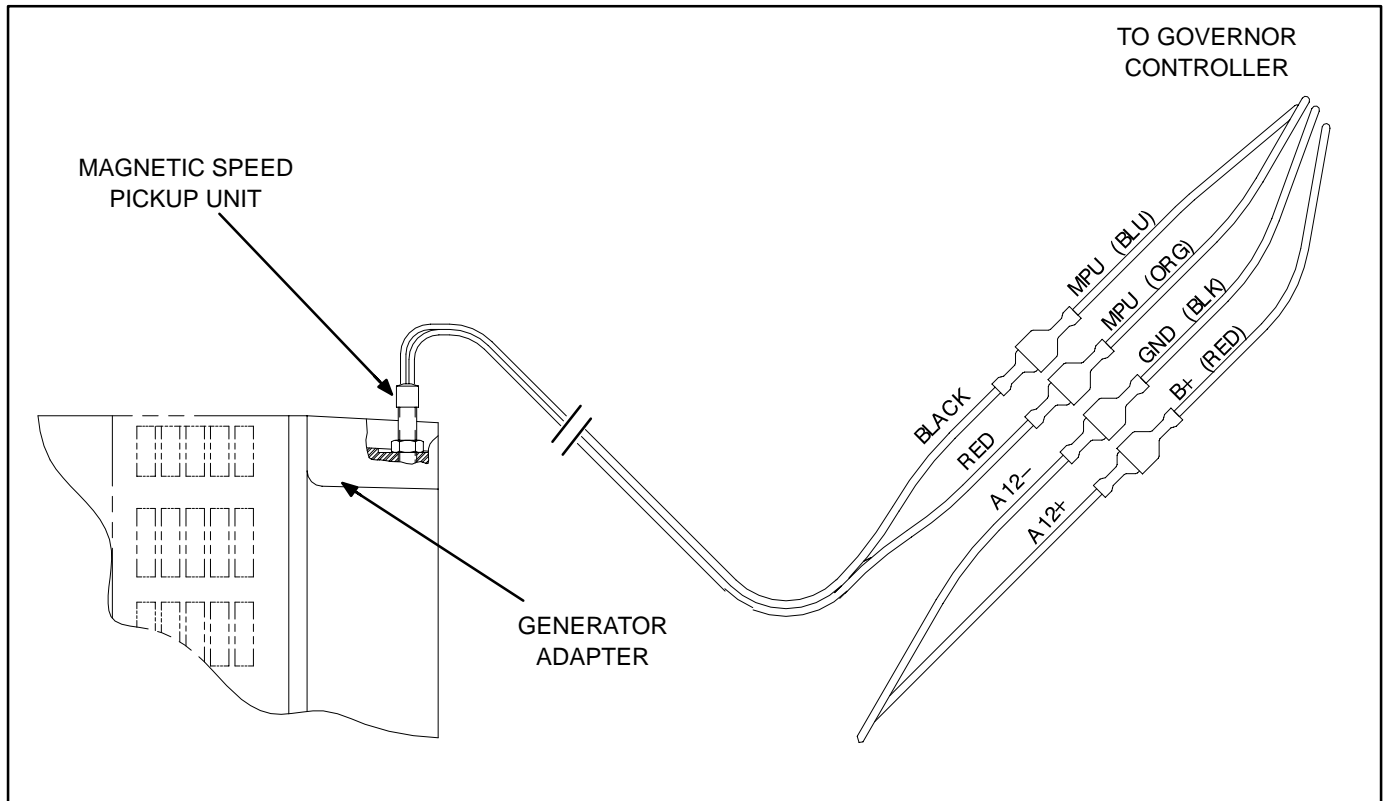 TO GOVERNOR
CONTROLLER
MAGNETIC SPEED
PICKUP UNIT
MPU (BLU)
MPU (ORG)
GND (BLK)
B+ (RED)
BLACK
RED
A12−
A12+
GENERATOR
ADAPTER